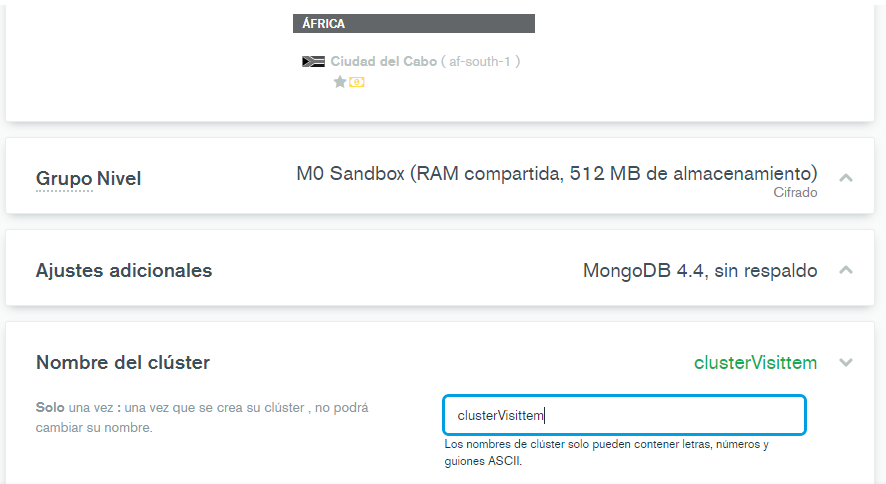 ÁFRICA
Ciudad del Cabo ( af-south-1 )
Grupo Nivel
M0 Sandbox (RAM compartida, 512 MB de almacenamiento)
Cifrado
Ajustes adicionales
MongoDB 4.4, sin respaldo
Nombre del clúster
clusterVisittem
Solo una vez : una vez que se crea su clúster , no podrá
cambiar su nombre.
clusterVisittem
Los nombres de clúster solo pueden contener letras, números y
guiones ASCII.